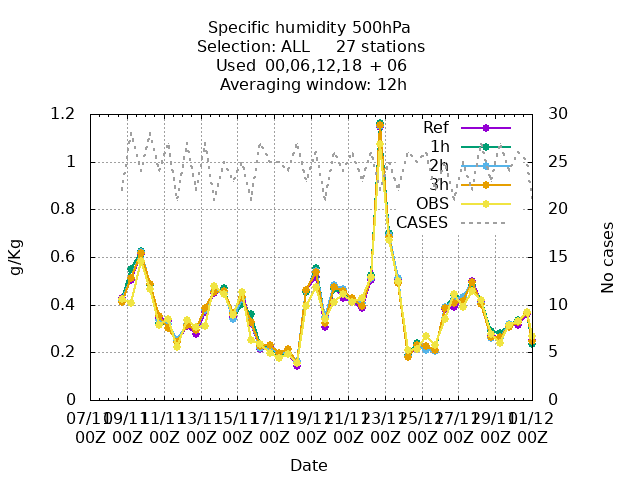 Specific humidity 500hPa
Selection: ALL 27 stations
Used 00,06,12,18 + 06
Averaging window: 12h
1.2
1
0.8
0.6
0.4
0.2
0
g/Kg
30
25
20
15
10
5
0
No cases
Ref
1h
2h
3h
OBS
CASES
07/11 09/11 11/11 13/11 15/11 17/11 19/11 21/11 23/11 25/11 27/11 29/11 01/12
00Z 00Z 00Z 00Z 00Z 00Z 00Z 00Z 00Z 00Z 00Z 00Z 00Z
Date